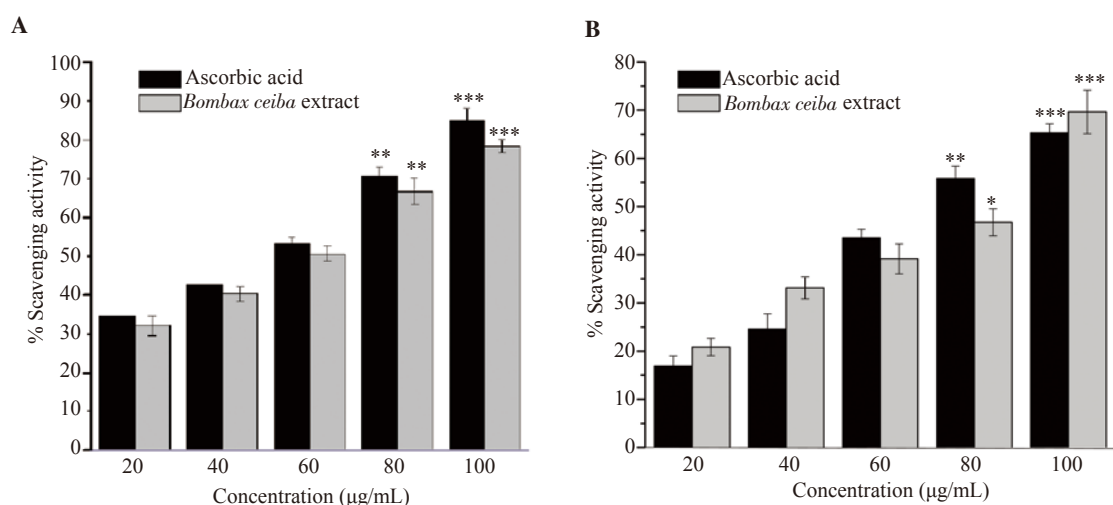 A
100
90
80
70
60
50
40
30
20
10
0
% Scavenging activity
Ascorbic acid
Bombax ceiba extract
**
**
***
***
20 40 60 80 100
Concentration (µg/mL)
B
80
70
60
50
40
30
20
10
0
% Scavenging activity
Ascorbic acid
Bombax ceiba extract
**
*
***
***
20 40 60 80 100
Concentration (µg/mL)